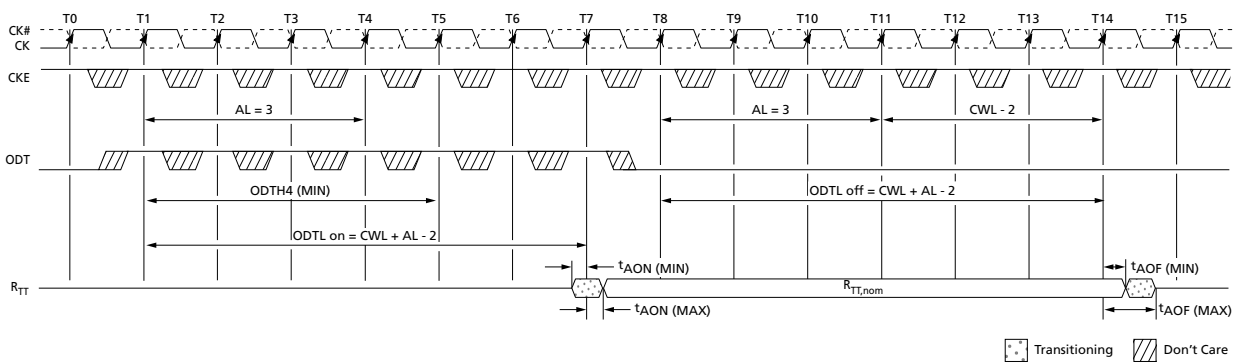 T0 T1 T2 T3 T4 T5 T6 T7 T8 T9 T10 T11 T12 T13 T14 T15
CK#
CK
CKE
AL = 3 AL = 3 CWL - 2
ODT
ODTH4 (MIN) ODTL off = CWL + AL - 2
ODTL on = CWL + AL - 2
tAON (MIN) tAOF (MIN)
RTT RTT,nom
tAON (MAX) tAOF (MAX)
Transitioning Don't Care